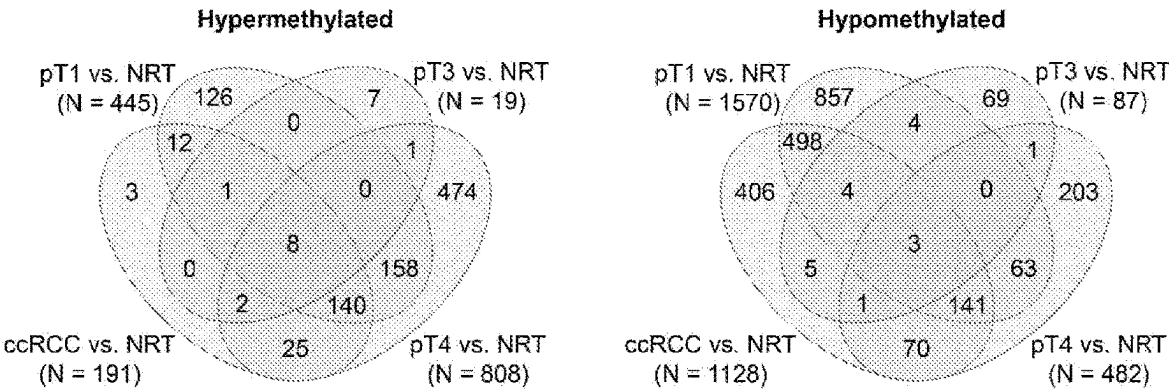 Hypermethylated
pT1 vs. NRT
(N = 445)
pT3 vs. NRT
(N = 19)
126
7
0
12
1
3
1
0
474
8
0
158
2
140
25
ccRCC vs. NRT
(N = 191)
pT4 vs. NRT
(N = 808)
Hypomethylated
pT1 vs. NRT
(N = 1570)
pT3 vs. NRT
(N = 87)
857
69
4
498
1
406
4
0
203
3
5
63
1
141
70
ccRCC vs. NRT
(N = 1128)
pT4 vs. NRT
(N = 482)